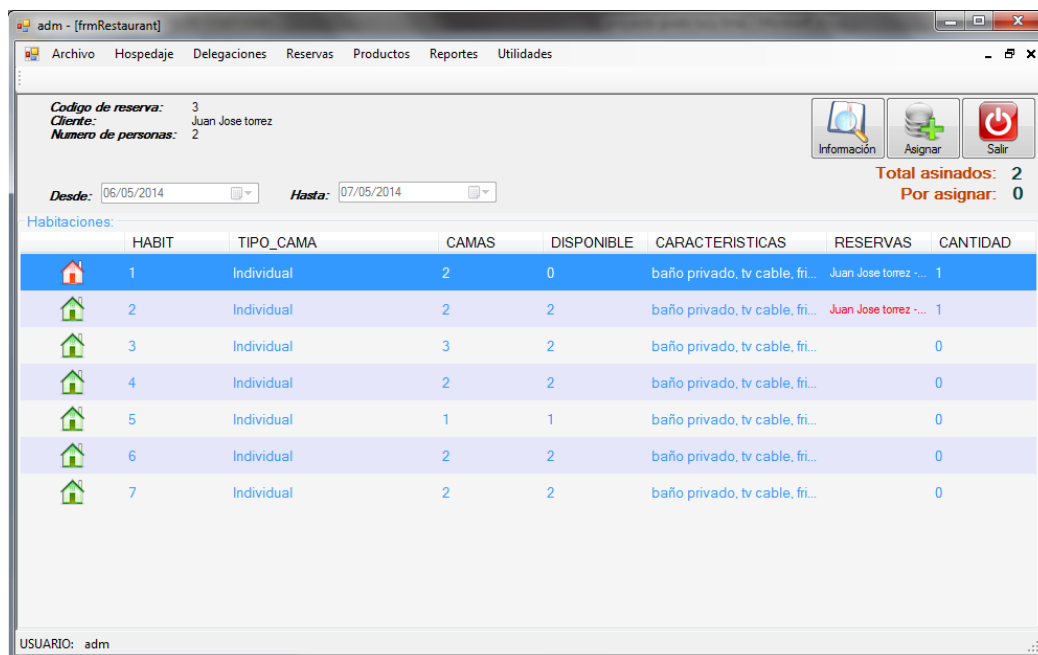 adm - [frmRestaurant]
Archivo Hospedaje Delegaciones Reservas Productos Reportes Utilidades
Codigo de reserva: 3
Cliente: Juan Jose torrez
Numero de personas: 2
Información Asignar Salir
Total asinados: 2
Desde: 06/05/2014 Hasta: 07/05/2014 Por asignar: 0
Habitaciones:
HABIT TIPO_CAMA CAMAS DISPONIBLE CARACTERISTICAS RESERVAS CANTIDAD
1 Individual 2 0 baño privado, tv cable, fri... Juan Jose torrez -... 1
2 Individual 2 2 baño privado, tv cable, fri... Juan Jose torrez -... 1
3 Individual 3 2 baño privado, tv cable, fri... 0
4 Individual 2 2 baño privado, tv cable, fri... 0
5 Individual 1 1 baño privado, tv cable, fri... 0
6 Individual 2 2 baño privado, tv cable, fri... 0
7 Individual 2 2 baño privado, tv cable, fri... 0
USUARIO: adm